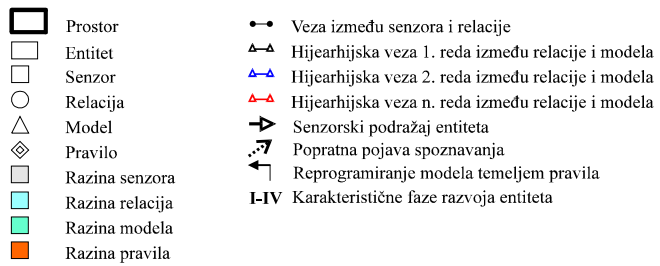 Prostor
Entitet
Senzor
Relacija
Model
Pravilo
Razina senzora
Razina relacija
Razina modela
Razina pravila
Veza između senzora i relacije
Hijearhijska veza 1. reda između relacije i modela
Hijearhijska veza 2. reda između relacije i modela
Hijearhijska veza n. reda između relacije i modela
Senzorski podražaj entiteta
Popratna pojava spoznavanja
Reprogramiranje modela temeljem pravila
I-IV Karakteristične faze razvoja entiteta